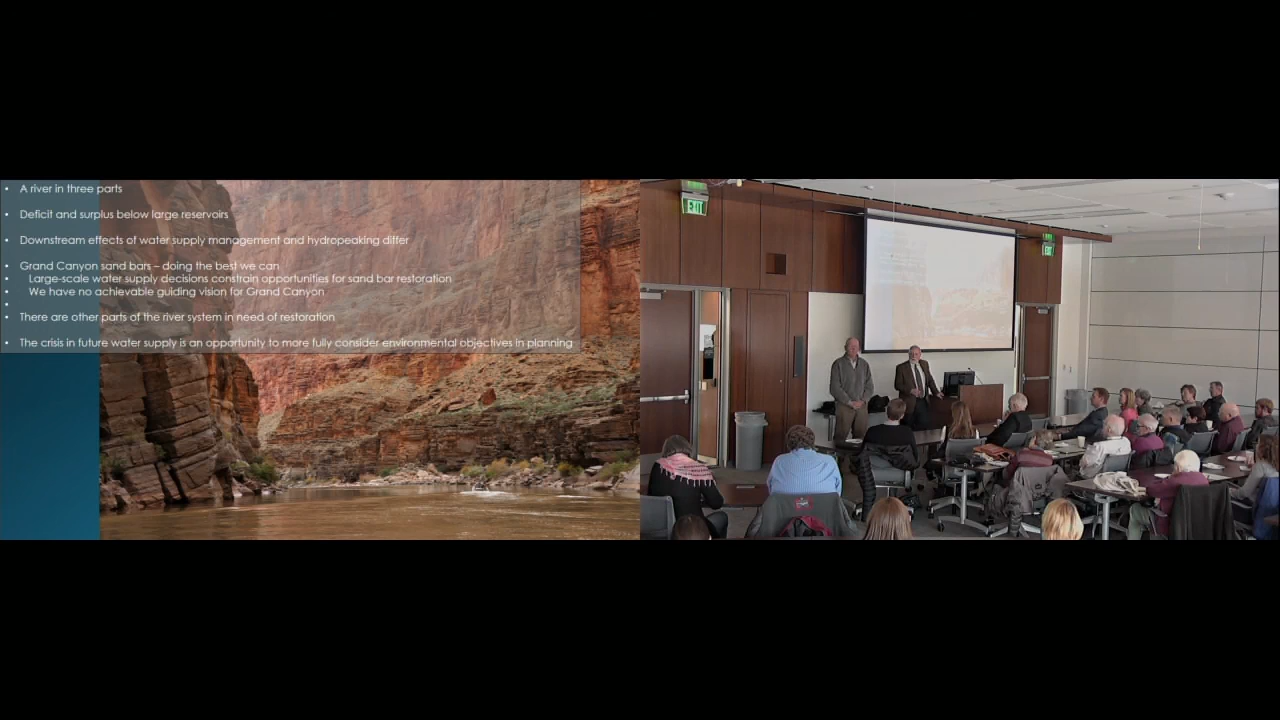 • A river in three parts
• Deficit and surplus below large reservoirs
• Downstream effects of water supply management and hydropeaking differ
• Grand Canyon sand bars – doing the best we can
• Large-scale water supply decisions constrain opportunities for sand bar restoration
• We have no achievable guiding vision for Grand Canyon
•
• There are other parts of the river system in need of restoration
• The crisis in future water supply is an opportunity to more fully consider environmental objectives in planning
EXIT
EXIT